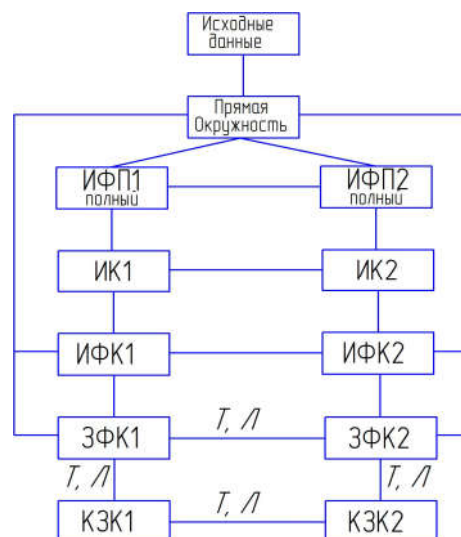 Исходные
данные
Прямая
Окружность
ИФП1
полный
ИФП2
полный
ИК1
ИК2
ИФК1
ИФК2
Т, Л
ЗФК1
ЗФК2
Т, Л
Т, Л
Т, Л
КЗК1
КЗК2